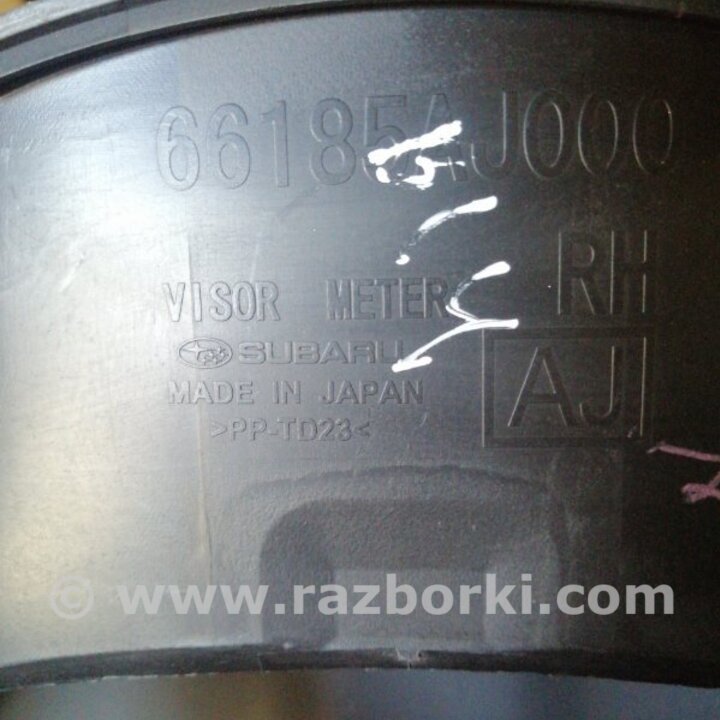 66185AJ000
VISOR METER RH
SUBARU
MADE IN JAPAN
AJ
>PP-TD23<
© www.razborki.com